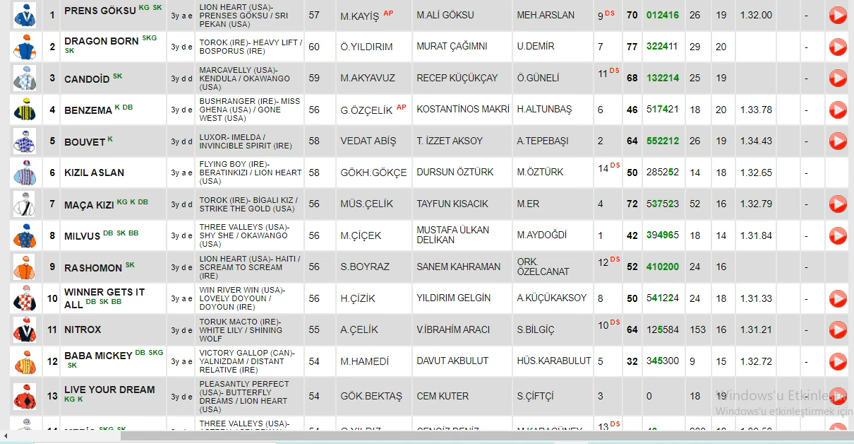 1 PRENS GÖKSU KG SK 3y a e LION HEART (USA)- PRENSES GÖKSU / SRI PEKAN (USA) 57 M.KAYIŞ AP M.ALİ GÖKSU MEH.ARSLAN 9 DS 70 012416 26 19 1.32.00 -
2 DRAGON BORN SKG SK 3y d e TOROK (IRE)- HEAVY LIFT / BOSPORUS (IRE) 60 Ö.YILDIRIM MURAT ÇAĞIMNI U.DEMİR 7 77 322411 29 20 -
3 CANDOİD SK 3y d d MARCAVELLY (USA)- KENDULA / OKAWANGO (USA) 59 M.AKYAVUZ RECEP KÜÇÜKÇAY Ö.GÜNELİ 11 DS 68 132214 25 19 -
4 BENZEMA K DB 3y d e BUSHRANGER (IRE)- MISS GHENA (USA) / GONE WEST (USA) 56 G.ÖZÇELİK AP KOSTANTİNOS MAKRİ H.ALTUNBAŞ 6 46 517421 18 20 1.33.78 -
5 BOUVET K 3y d d LUXOR- IMELDA / INVINCIBLE SPIRIT (IRE) 58 VEDAT ABİŞ T. İZZET AKSOY A.TEPEBAŞI 2 64 552212 26 19 1.34.43 -
6 KIZIL ASLAN 3y a e FLYING BOY (IRE)- BERATINKIZI / LION HEART (USA) 58 GÖKH.GÖKÇE DURSUN ÖZTÜRK M.ÖZTÜRK 14 DS 50 285252 14 18 1.32.65 -
7 MAÇA KIZI KG K DB 3y d d TOROK (IRE)- BİGALI KIZ / STRIKE THE GOLD (USA) 56 MÜS.ÇELİK TAYFUN KISACIK M.ER 4 72 537523 52 16 1.32.79 -
8 MILVUS DB SK BB 3y d e THREE VALLEYS (USA)- SHY SHE / OKAWANGO (USA) 56 M.ÇİÇEK MUSTAFA ÜLKAN DELİKAN M.AYDOĞDİ 1 42 394965 18 14 1.31.84 -
9 RASHOMON SK 3y d e LION HEART (USA)- HAITI / SCREAM TO SCREAM (IRE) 56 S.BOYRAZ SANEM KAHRAMAN ORK. ÖZELCANAT 12 DS 52 410200 24 16 -
10 WINNER GETS IT ALL DB SK BB 3y a e WIN RIVER WIN (USA)- LOVELY DOYOUN / DOYOUN (IRE) 56 H.ÇİZİK YILDIRIM GELGİN A.KÜÇÜKAKSOY 8 50 541224 24 18 1.31.33 -
11 NITROX 3y d e TORUK MACTO (IRE)- WHITE LILY / SHINING WOLF 55 A.ÇELİK V.İBRAHİM ARACI S.BİLGİÇ 10 DS 64 125584 153 16 1.31.21 -
12 BABA MICKEY DB SKG SK 3y a e VICTORY GALLOP (CAN)- YALNIZDAM / DISTANT RELATIVE (IRE) 54 M.HAMEDİ DAVUT AKBULUT HÜS.KARABULUT 5 32 345300 9 15 1.32.72 -
13 LIVE YOUR DREAM KG K 3y d e PLEASANTLY PERFECT (USA)- BUTTERFLY DREAMS / LION HEART (USA) 54 GÖK.BEKTAŞ CEM KUTER S.ÇİFTÇİ 3 0 18 19 -
THREE VALLEYS (USA)- 13 DS
Windows'u Etkinleş
Windows'u etkinleştirmek için